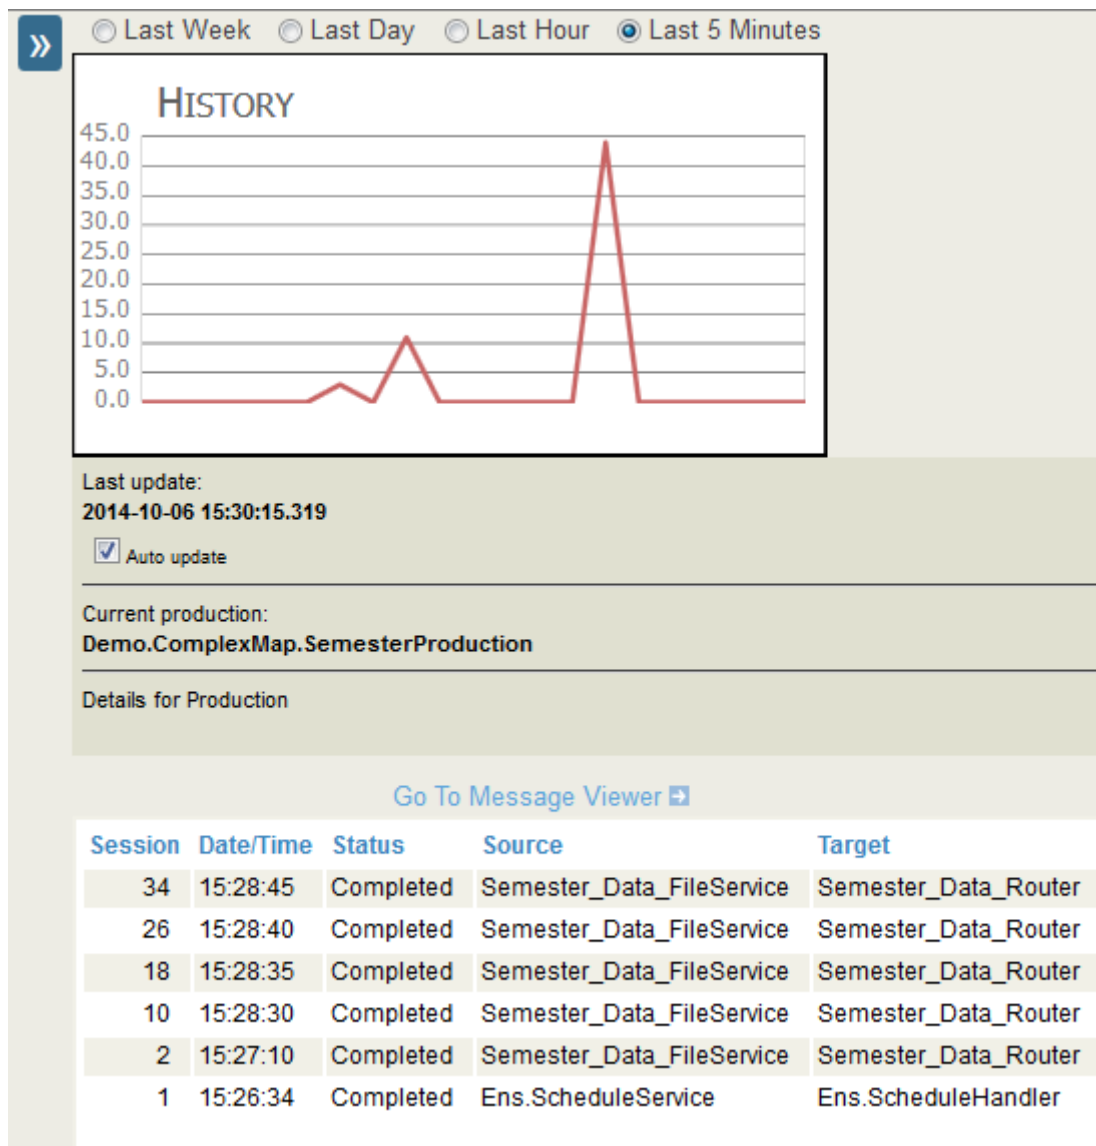 » Last Week Last Day Last Hour Last 5 Minutes
HISTORY
45.0
40.0
35.0
30.0
25.0
20.0
15.0
10.0
5.0
0.0
Last update:
2014-10-06 15:30:15.319
Auto update
Current production:
Demo.ComplexMap.SemesterProduction
Details for Production
Go To Message Viewer
Session Date/Time Status Source Target
34 15:28:45 Completed Semester_Data_FileService Semester_Data_Router
26 15:28:40 Completed Semester_Data_FileService Semester_Data_Router
18 15:28:35 Completed Semester_Data_FileService Semester_Data_Router
10 15:28:30 Completed Semester_Data_FileService Semester_Data_Router
2 15:27:10 Completed Semester_Data_FileService Semester_Data_Router
1 15:26:34 Completed Ens.ScheduleService Ens.ScheduleHandler